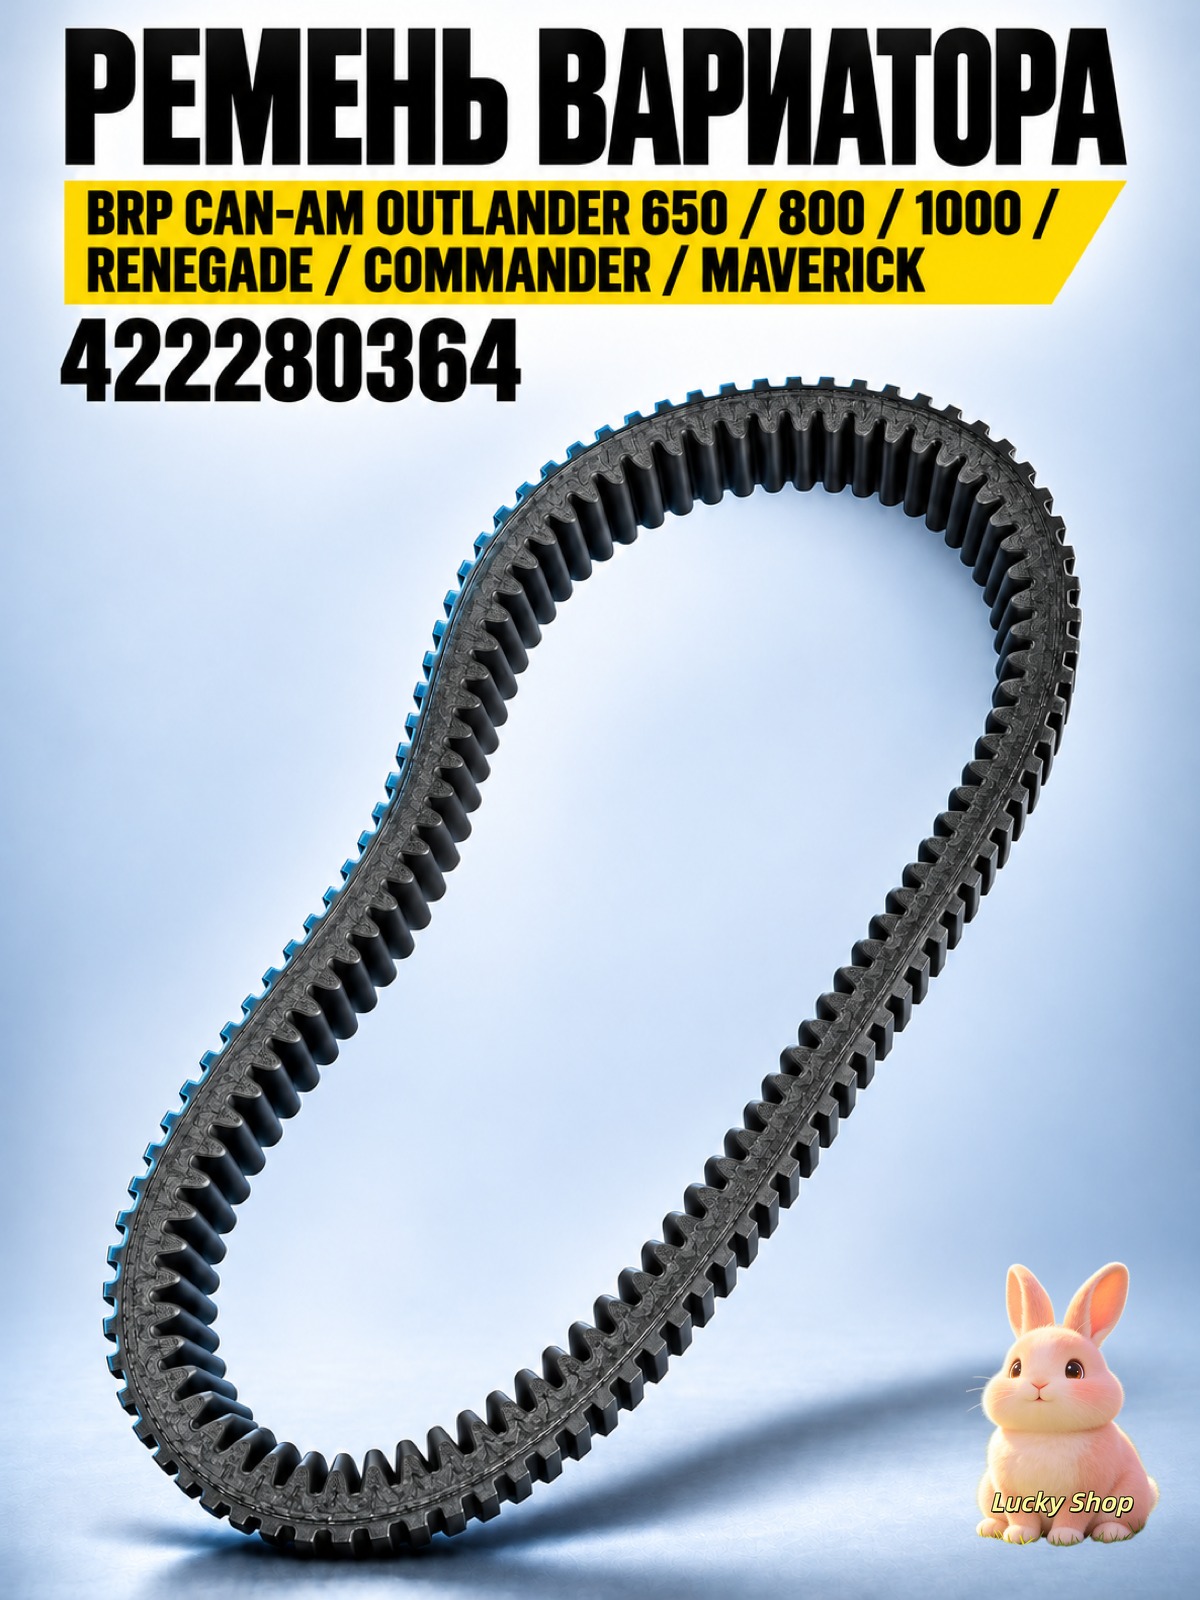 РЕМЕНЬ ВАРИАТОРА
BRP CAN-AM OUTLANDER 650 / 800 / 1000 /
RENEGADE / COMMANDER / MAVERICK
422280364
Lucky Shop